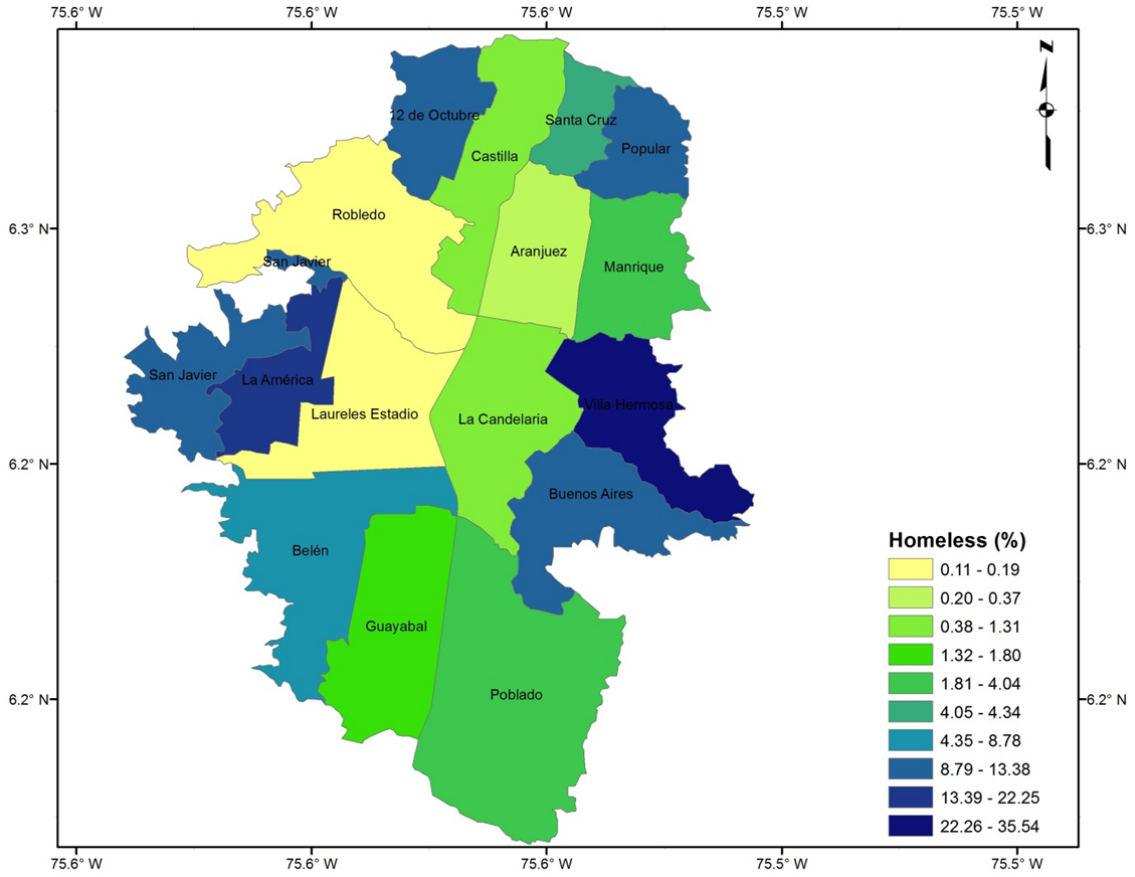 75.6° W 75.6° W 75.6° W 75.5° W 75.5° W
N
12 de Octubre
Santa Cruz
Castilla
Popular
Robledo
6.3° N 6.3° N
Aranjuez
San Javier
Manrique
San Javier
La América
Villa Hermosa
Laureles Estadio
La Candelaria
6.2° N 6.2° N
Buenos Aires
Belén
Guayabal
Poblado
6.2° N 6.2° N
Homeless (%)
0.11 - 0.19
0.20 - 0.37
0.38 - 1.31
1.32 - 1.80
1.81 - 4.04
4.05 - 4.34
4.35 - 8.78
8.79 - 13.38
13.39 - 22.25
22.26 - 35.54
75.6° W 75.6° W 75.6° W 75.5° W 75.5° W